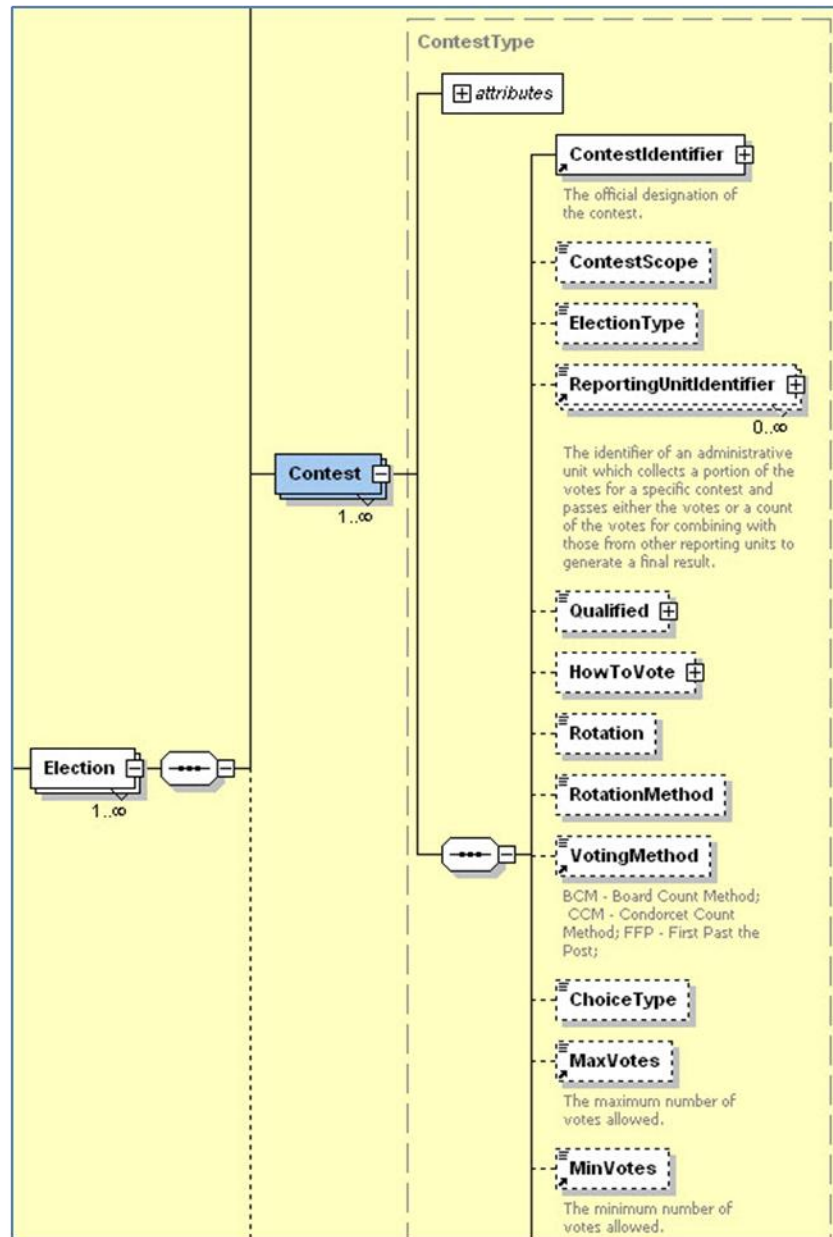 ContestType
attributes
ContestIdentifier
The official designation of
the contest.
ContestScope
ElectionType
ReportingUnitIdentifier
0..∞
The identifier of an administrative
unit which collects a portion of the
votes for a specific contest and
passes either the votes or a count
of the votes for combining with
those from other reporting units to
generate a final result.
Contest
1..∞
Qualified
HowToVote
Rotation
Election
1..∞
RotationMethod
VotingMethod
BCM - Board Count Method;
CCM - Condorcet Count
Method; FFP - First Past the
Post;
ChoiceType
MaxVotes
The maximum number of
votes allowed.
MinVotes
The minimum number of
votes allowed.